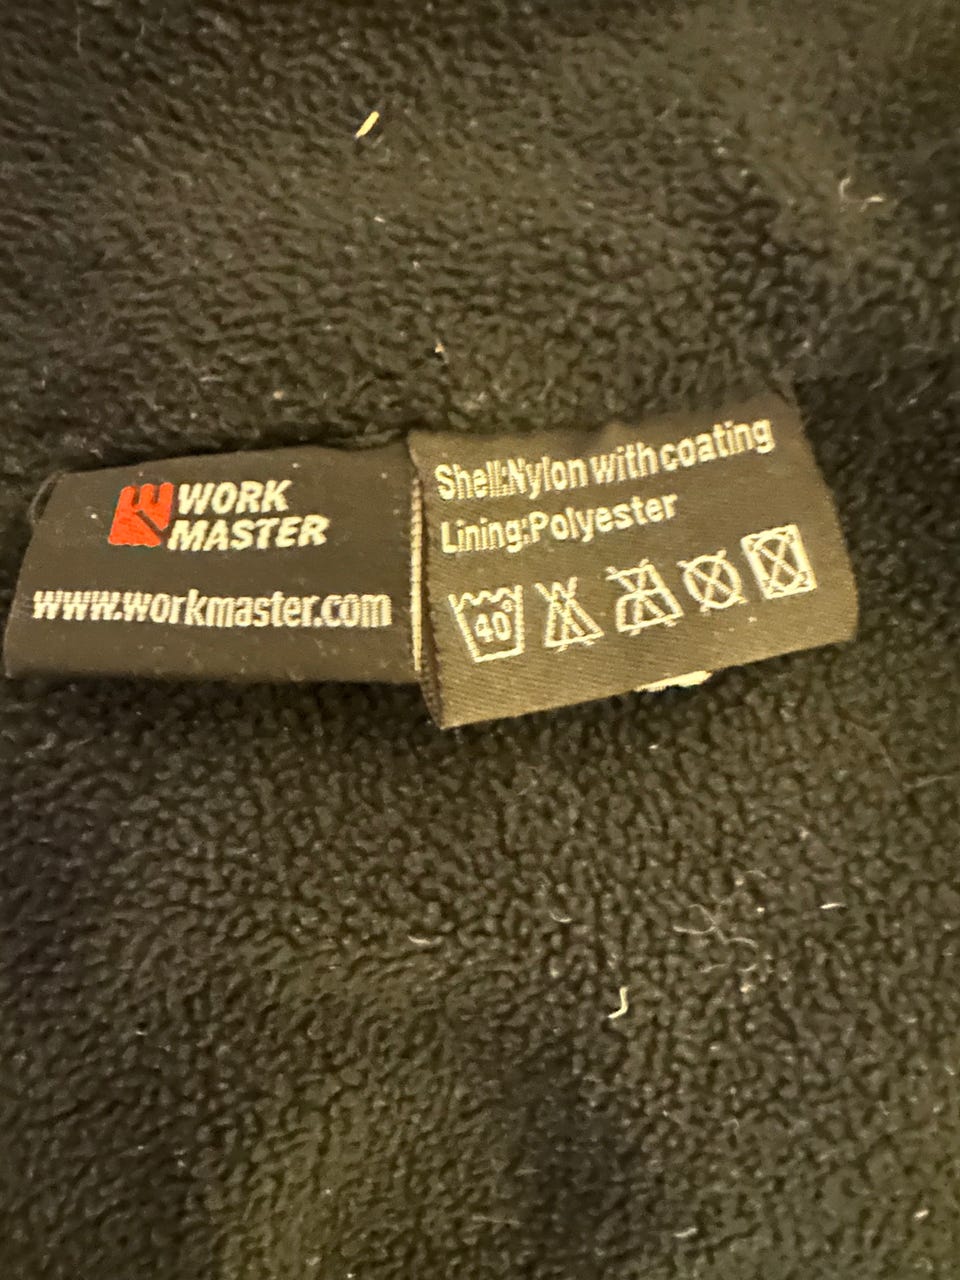 WORK
MASTER
www.workmaster.com
Shell:Nylon with coating
Lining:Polyester
40°